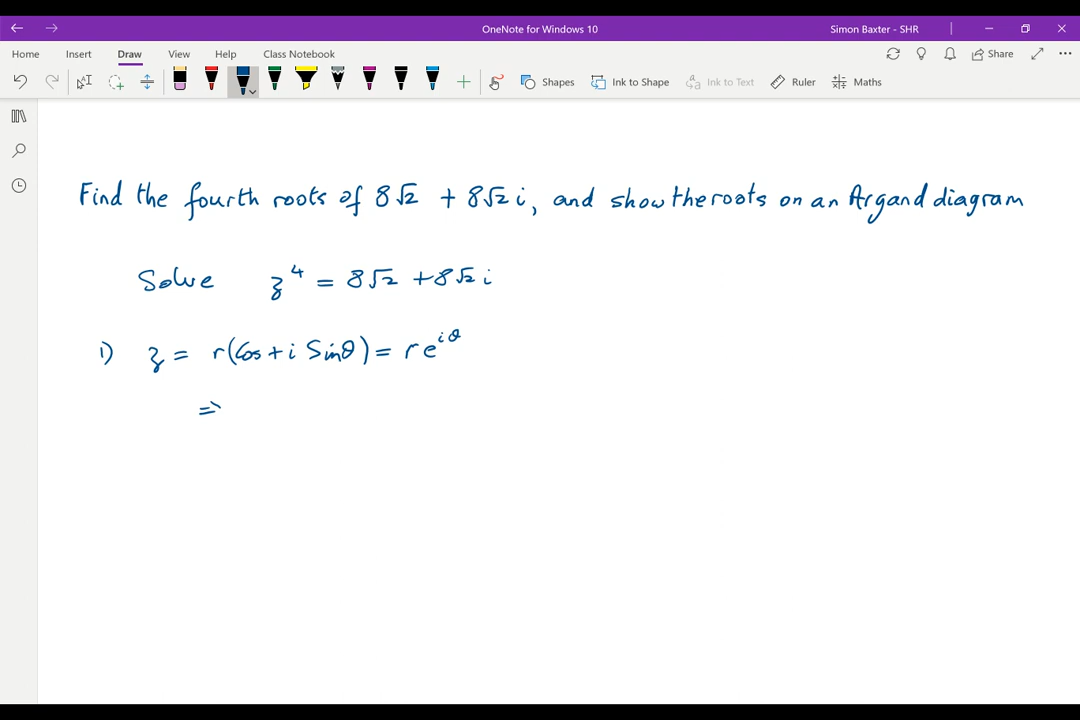 OneNote for Windows 10
Simon Baxter - SHR
Home Insert Draw View Help Class Notebook Share
Shapes Ink to Shape Ink to Text Ruler Maths
Find the fourth roots of 8√2 + 8√2 i, and show the roots on an Argand diagram
Solve z⁴ = 8√2 + 8√2 i
1) z = r(Cos + i Sinθ) = r e^{iθ}
⇒